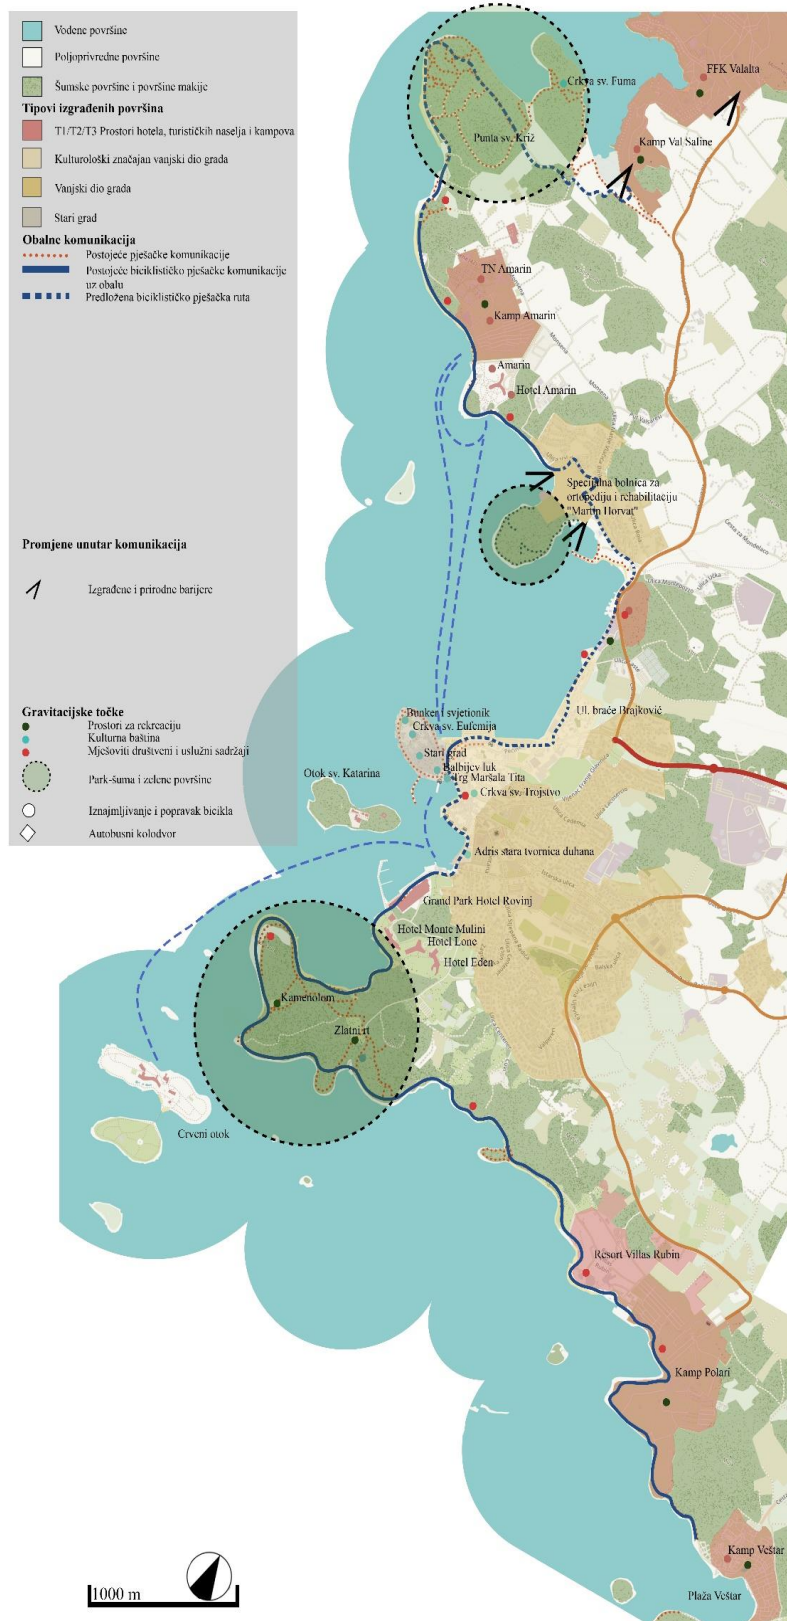 Vodene površine
Poljoprivredne površine
Šumske površine i površine makije
Tipovi izgrađenih površina
T1/T2/T3 Prostori hotela, turističkih naselja i kampova
Kulturološki značajan vanjski dio grada
Vanjski dio grada
Stari grad
Obalne komunikacija
Postojeće pješačke komunikacije
Postojeće biciklističko pješačke komunikacije
uz obalu
Predložena biciklističko pješačka ruta
Promjene unutar komunikacija
Izgrađene i prirodne barijere
Gravitacijske točke
Prostori za rekreaciju
Kulturna baština
Mješoviti društveni i uslužni sadržaji
Park-šuma i zelene površine
Iznajmljivanje i popravak bicikla
Autobusni kolodvor
FFK Valalta
Crkva sv. Fuma
Punta sv. Križ
Kamp Val Saline
TN Amarin
Kamp Amarin
Amarin
Hotel Amarin
Specijalna bolnica za
ortopediju i rehabilitaciju
"Martin Horvat"
Ul. braće Brajković
Bunker i svjetionik
Crkva sv. Eufemija
Stari grad
Balbijev luk
Trg Maršala Tita
Otok sv. Katarina
Crkva sv. Trojstvo
Adris stara tvornica duhana
Grand Park Hotel Rovinj
Hotel Monte Mulini
Hotel Lone
Hotel Eden
Kamenolom
Zlatni rt
Crveni otok
Resort Villas Rubin
Kamp Polari
Kamp Veštar
Plaža Veštar
1000 m